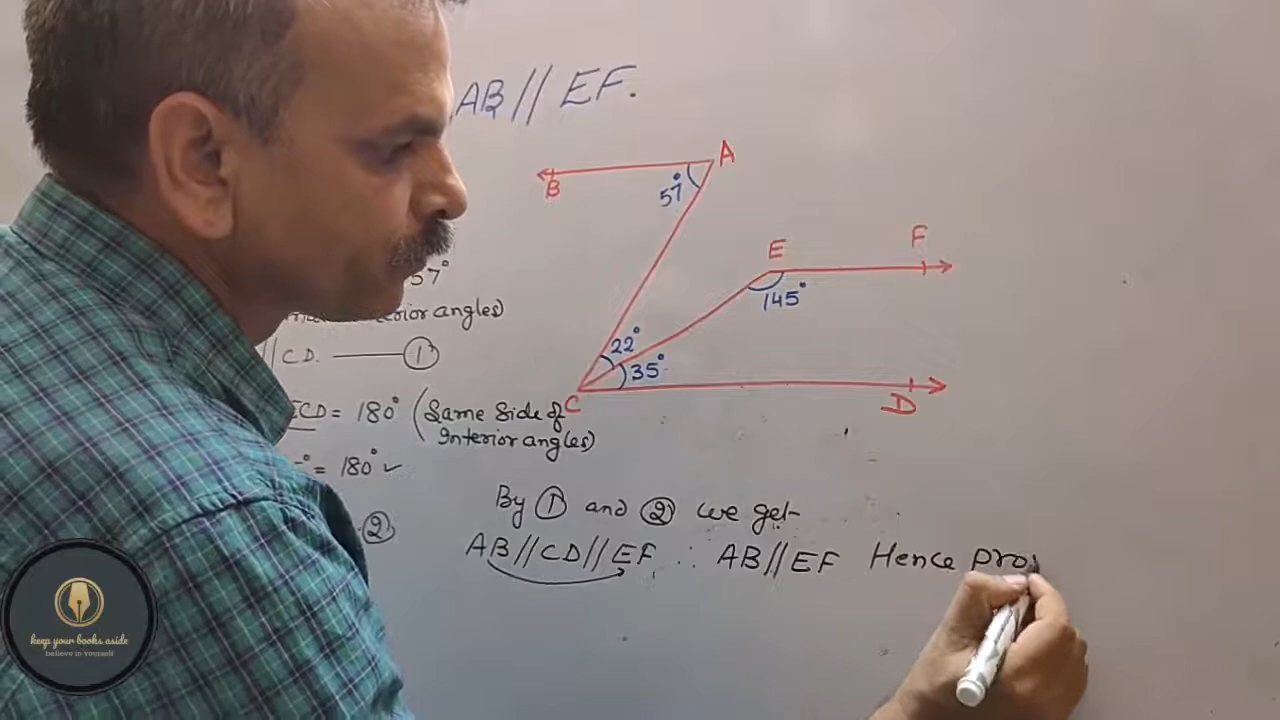 AB // EF.
A
B
57°
E
F
145°
22°
35°
C
D
57°
angles)
// CD. —— ①
ECD = 180° (Same Side of
Interior angles)
= 180° ✓
②
By ① and ② we get
AB // CD // EF ∴ AB // EF Hence pro
keep your books aside
believe in yourself